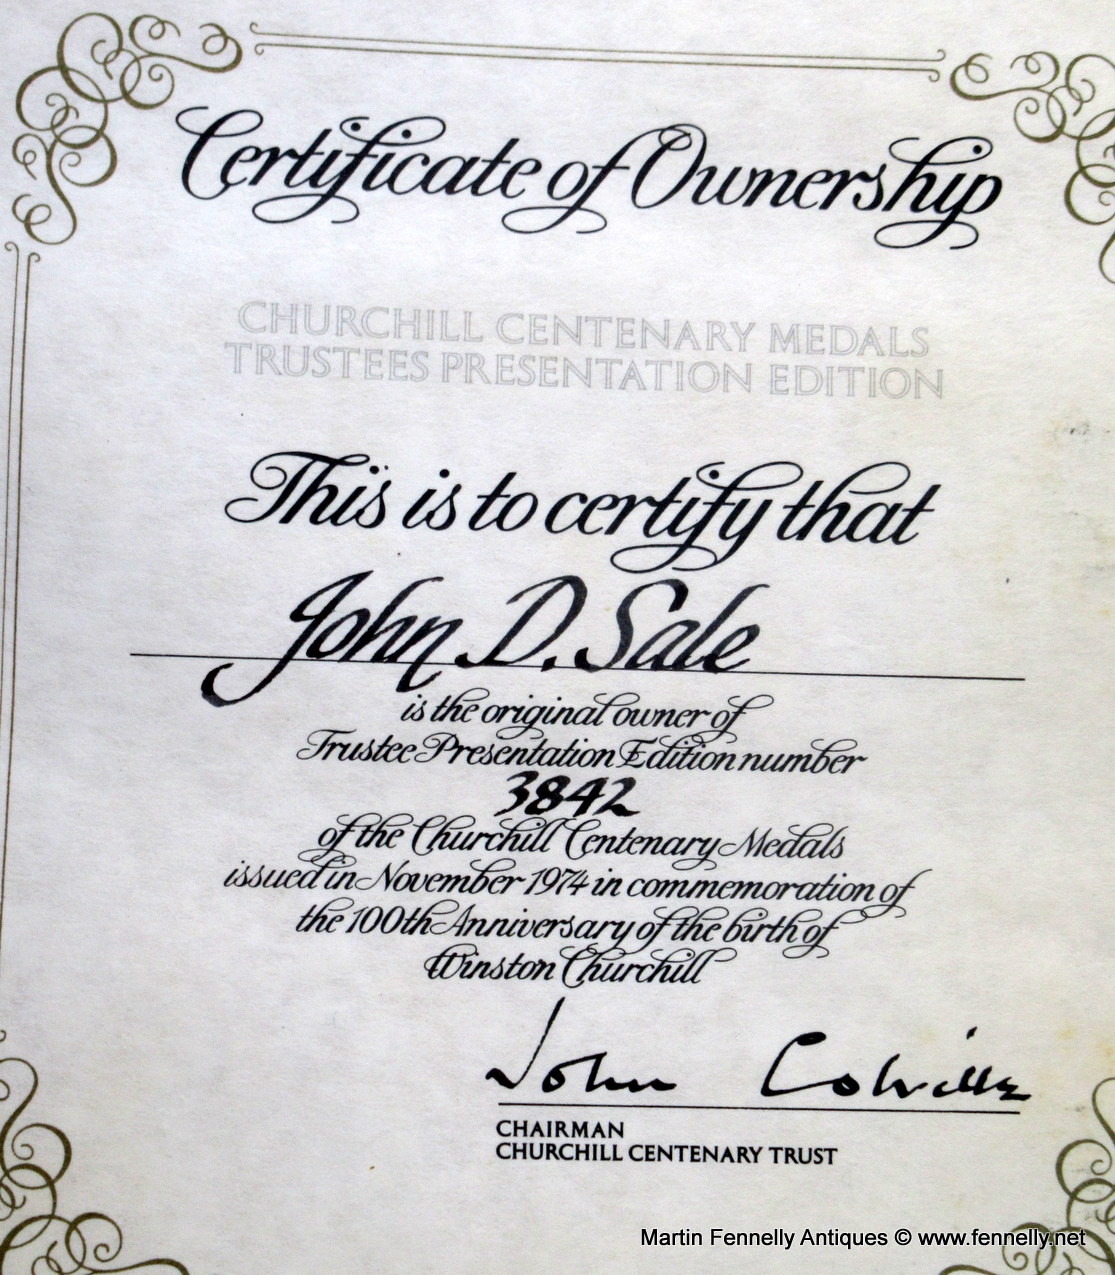 Certificate of Ownership
CHURCHILL CENTENARY MEDALS
TRUSTEES PRESENTATION EDITION
This is to certify that
John D. Sale
is the original owner of
Trustee Presentation Edition number
3842
of the Churchill Centenary Medals
issued in November 1974 in commemoration of
the 100th Anniversary of the birth of
Winston Churchill
John Colville
CHAIRMAN
CHURCHILL CENTENARY TRUST
Martin Fennelly Antiques © www.fennelly.net